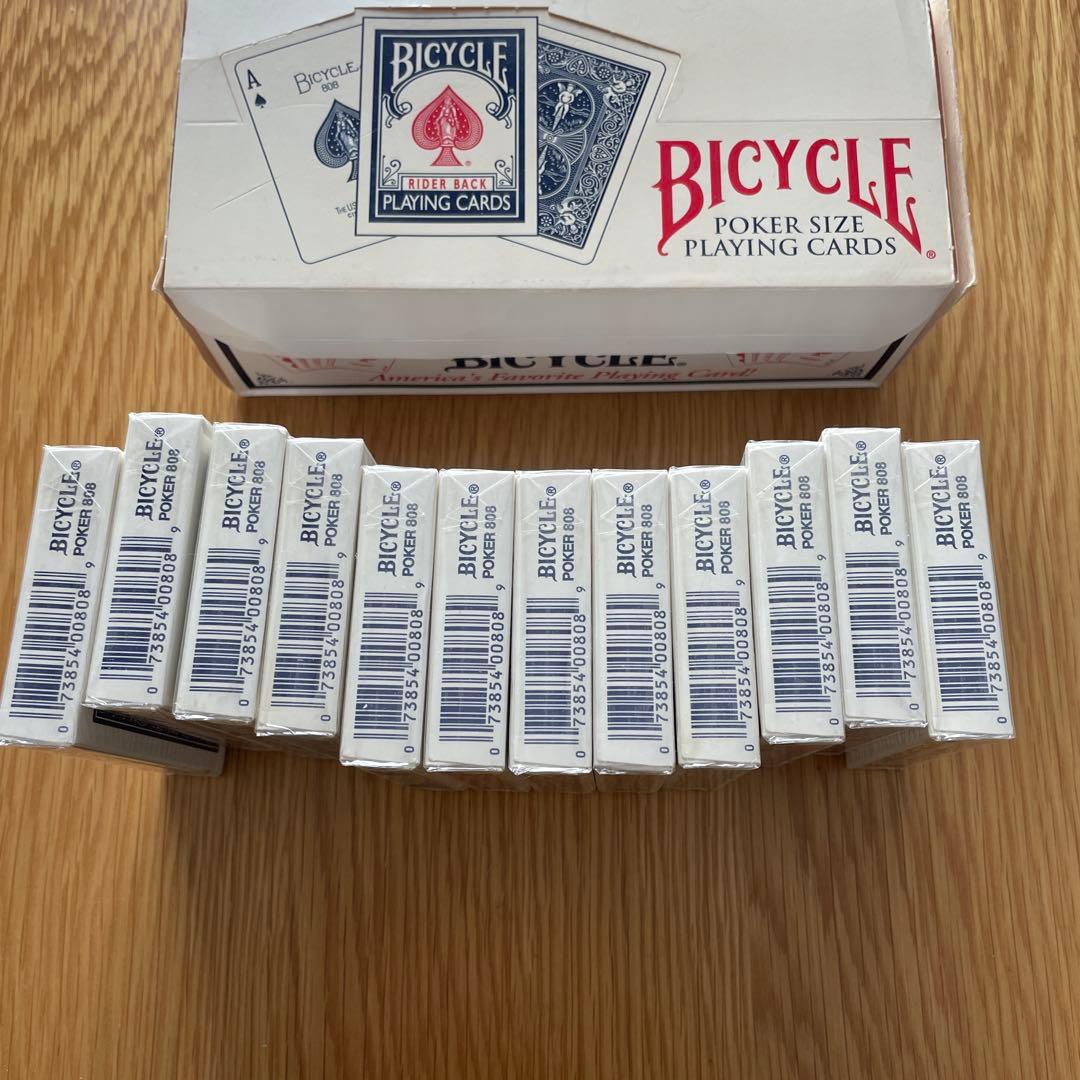 A
BICYCLE
808
THE US
BICYCLE
®
RIDER BACK
PLAYING CARDS
BICYCLE®
POKER SIZE
PLAYING CARDS
BICYCLE®
America's Favorite Playing Card!
BICYCLE®
POKER 808
0 73854 00808 9
BICYCLE®
POKER 808
0 73854 00808 9
BICYCLE®
POKER 808
0 73854 00808 9
BICYCLE®
POKER 808
0 73854 00808 9
BICYCLE®
POKER 808
0 73854 00808 9
BICYCLE®
POKER 808
0 73854 00808 9
BICYCLE®
POKER 808
0 73854 00808 9
BICYCLE®
POKER 808
0 73854 00808 9
BICYCLE®
POKER 808
0 73854 00808 9
BICYCLE®
POKER 808
0 73854 00808 9
BICYCLE®
POKER 808
0 73854 00808 9
BICYCLE®
POKER 808
0 73854 00808 9